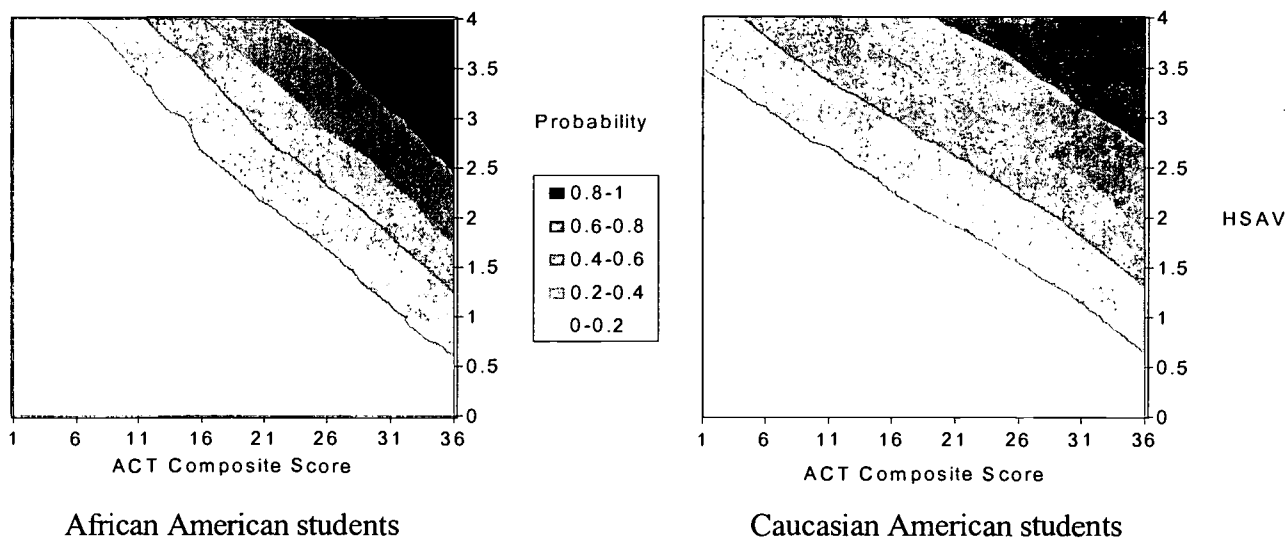 4
3.5
3
2.5
2
1.5
1
0.5
0
1 6 11 16 21 26 31 36
ACT Composite Score
African American students
Probability
0.8-1
0.6-0.8
0.4-0.6
0.2-0.4
0-0.2
4
3.5
3
2.5
2
1.5
1
0.5
0
HSAV
1 6 11 16 21 26 31 36
ACT Composite Score
Caucasian American students